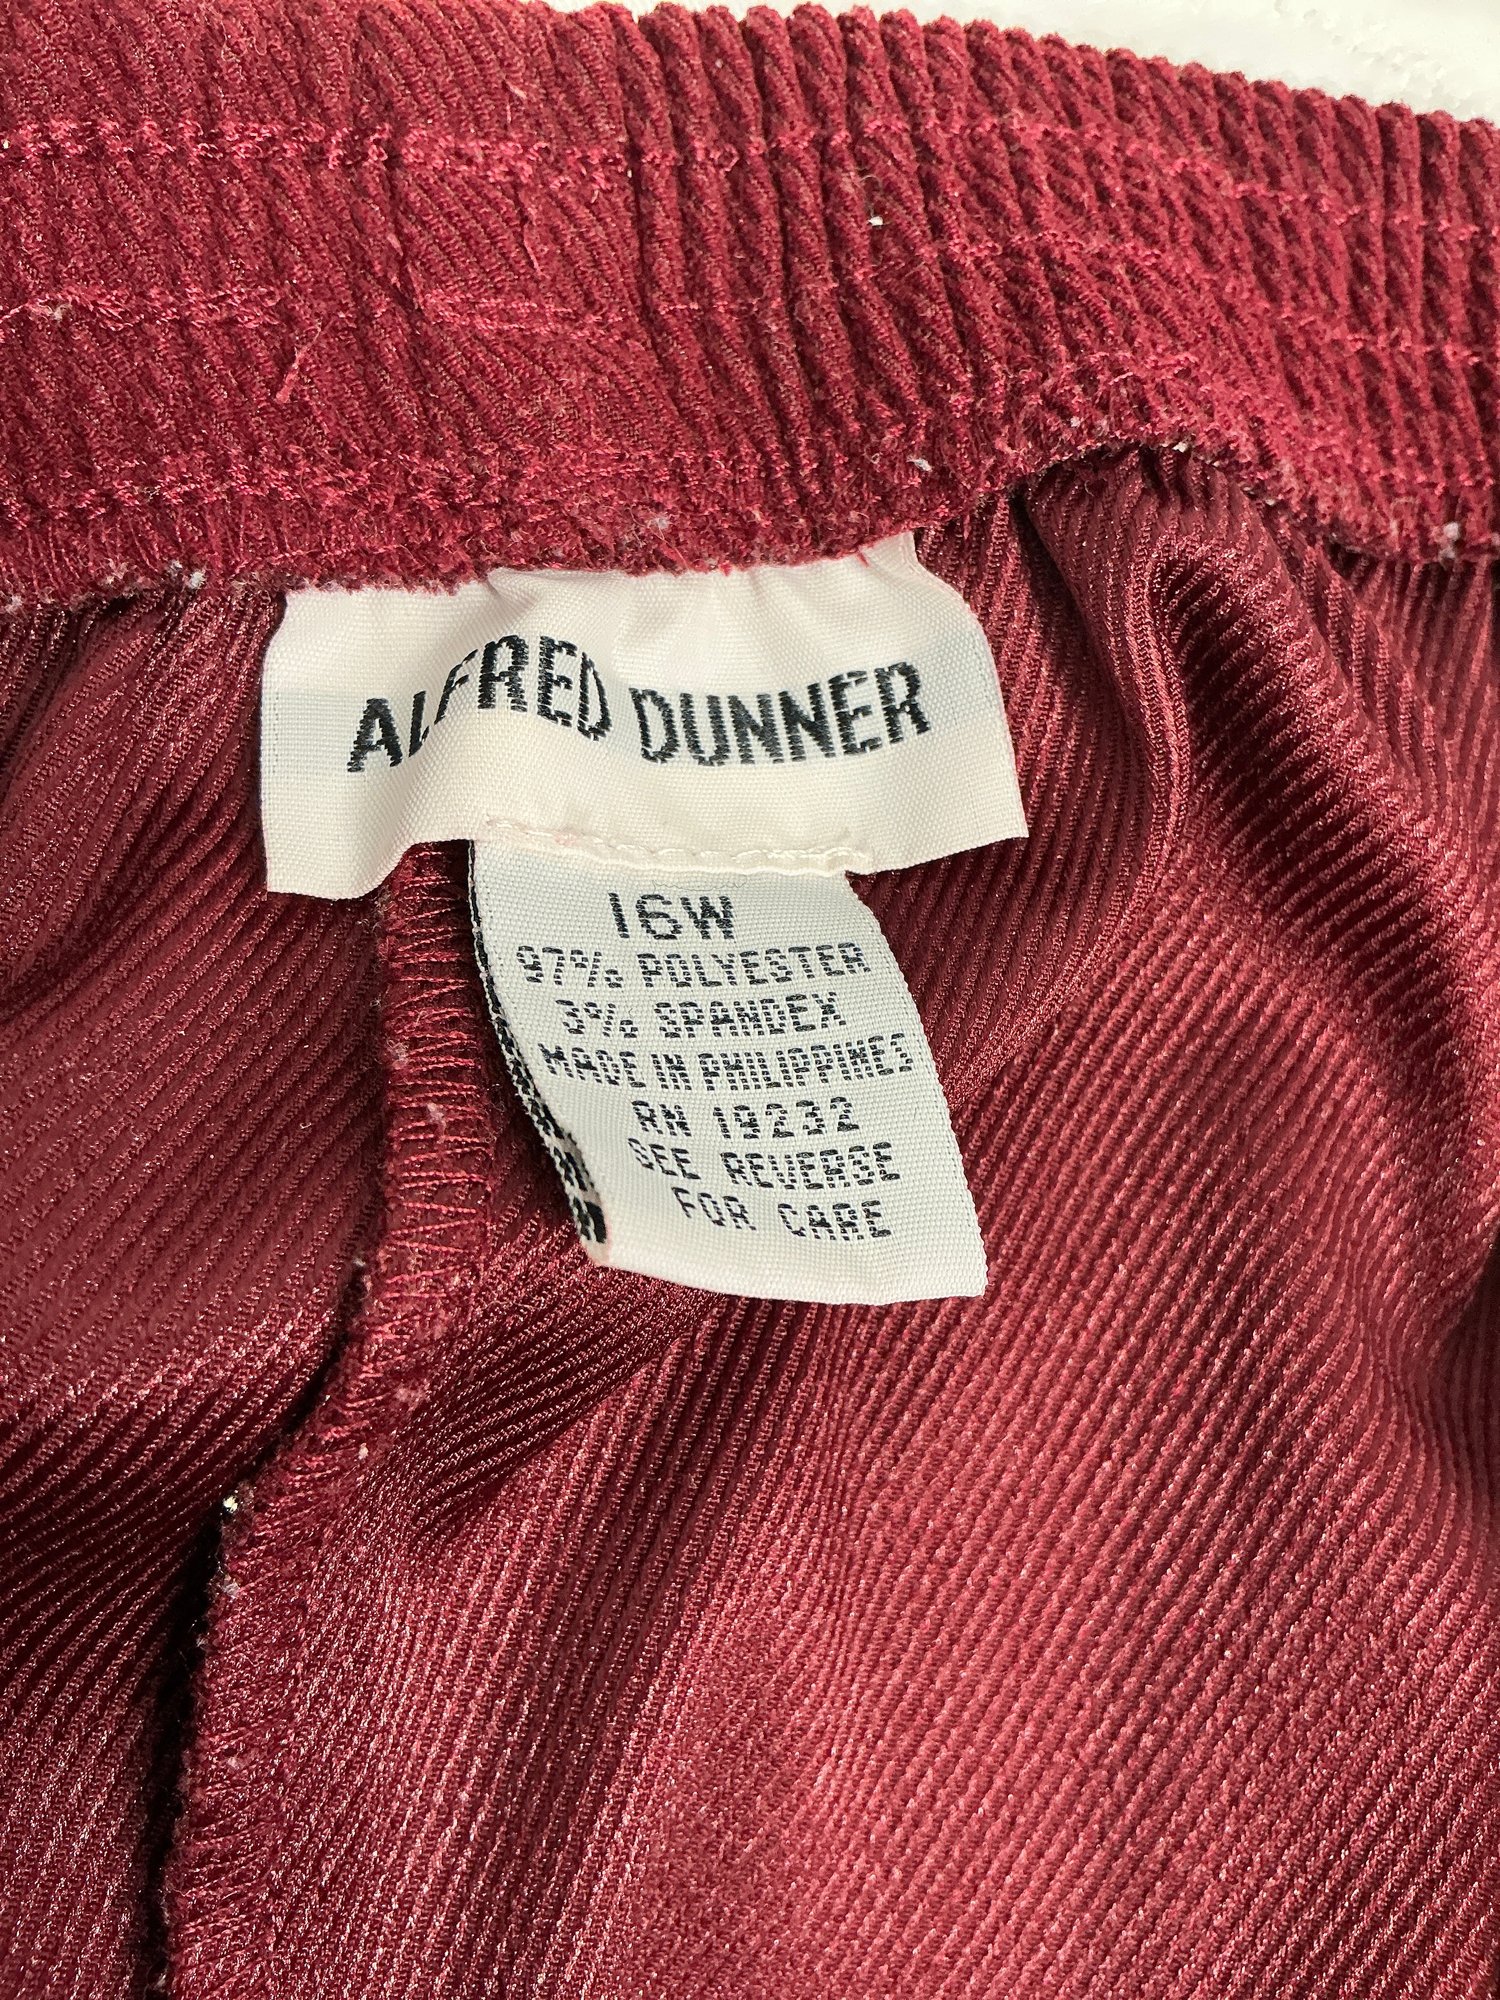 ALFRED DUNNER
16W
97% POLYESTER
3% SPANDEX
MADE IN PHILIPPINES
RN 19232
SEE REVERSE
FOR CARE